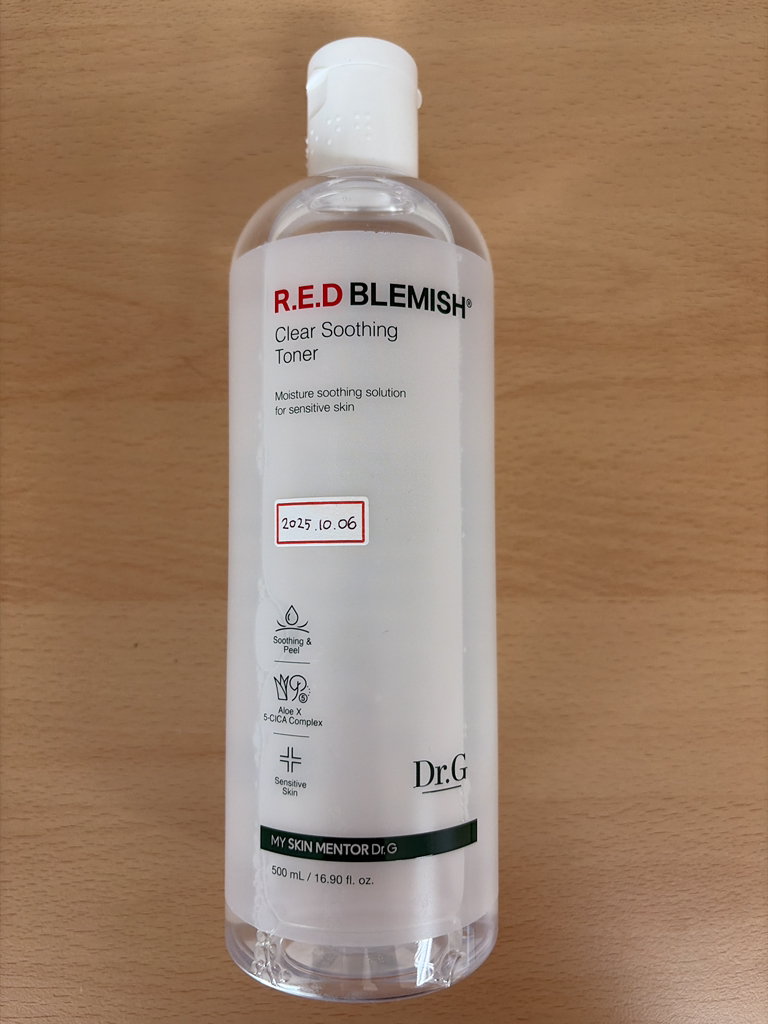 R.E.D BLEMISH®
Clear Soothing
Toner
Moisture soothing solution
for sensitive skin
2025.10.06
Soothing &
Peel
5
Aloe X
5-CICA Complex
Sensitive
Skin
Dr.G
MY SKIN MENTOR Dr.G
500 mL / 16.90 fl. oz.